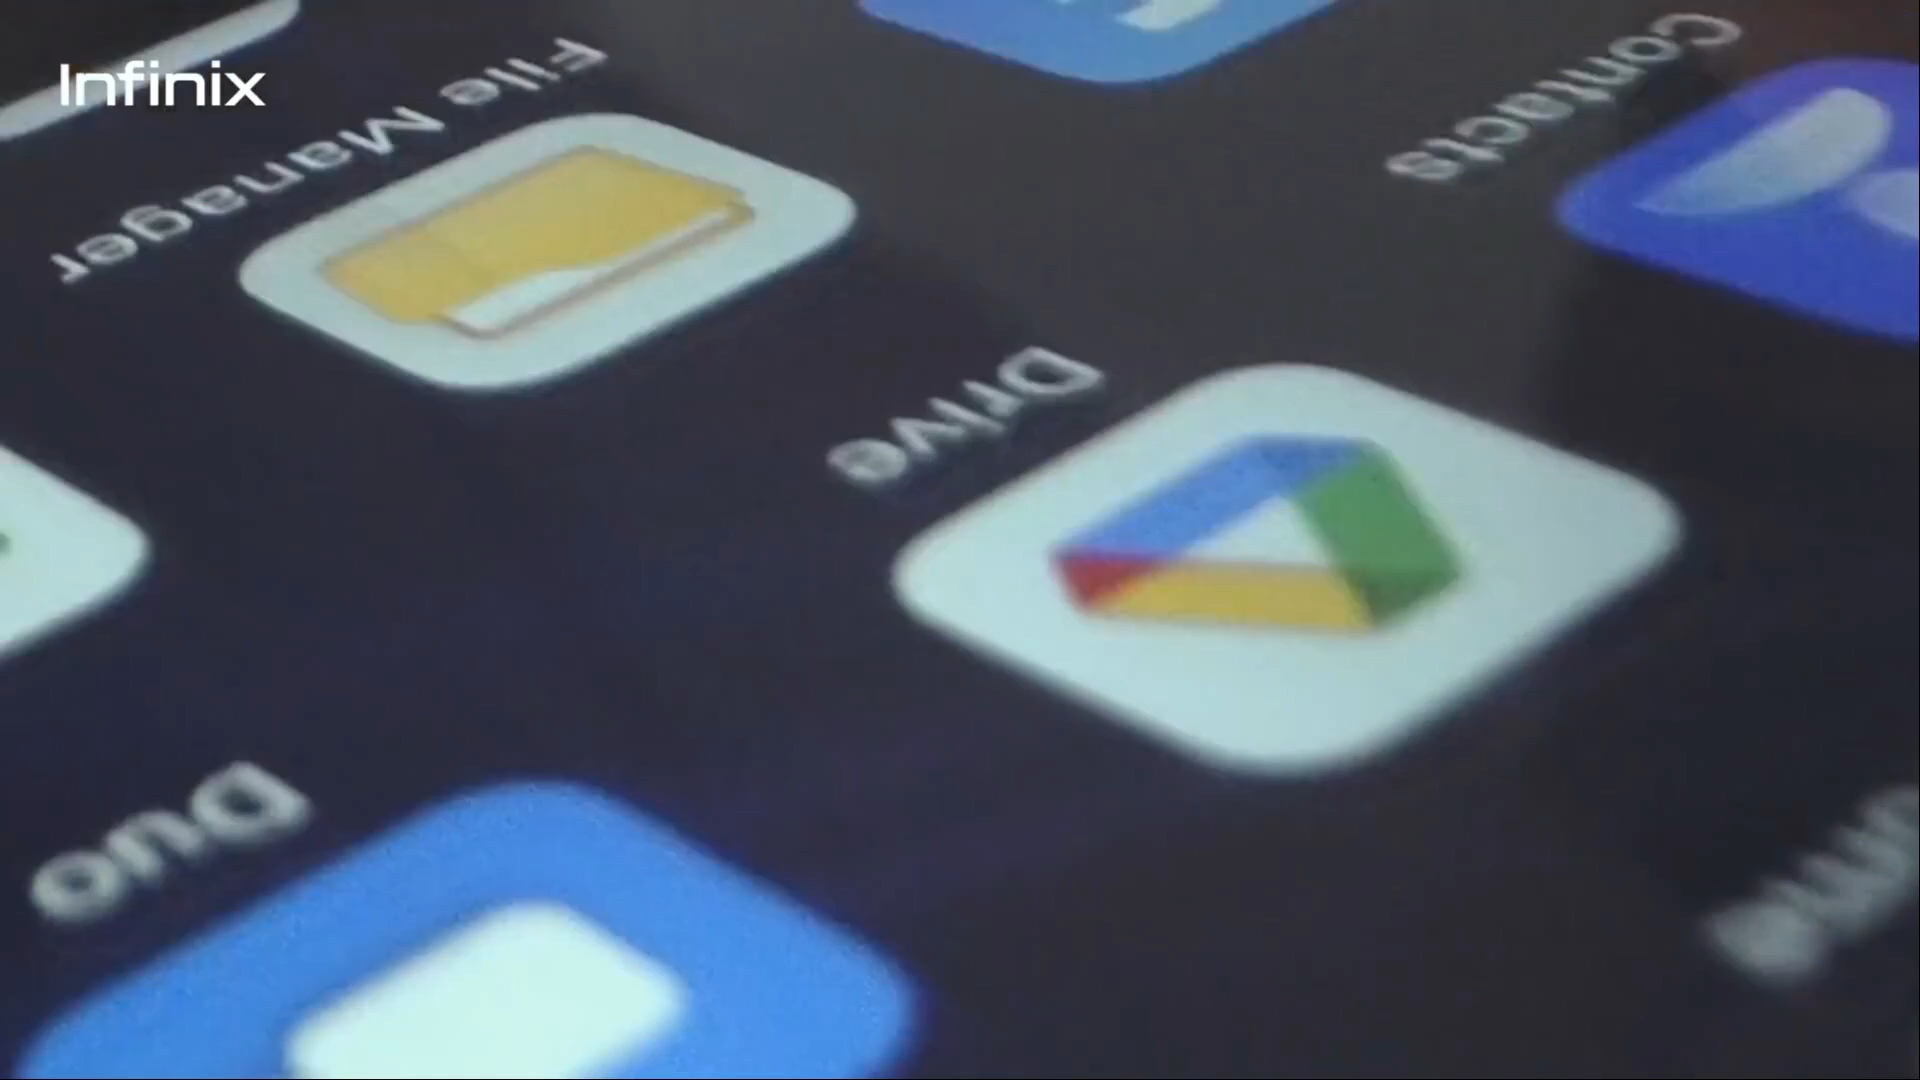 Infinix
File Manager
Contacts
Drive
Duo